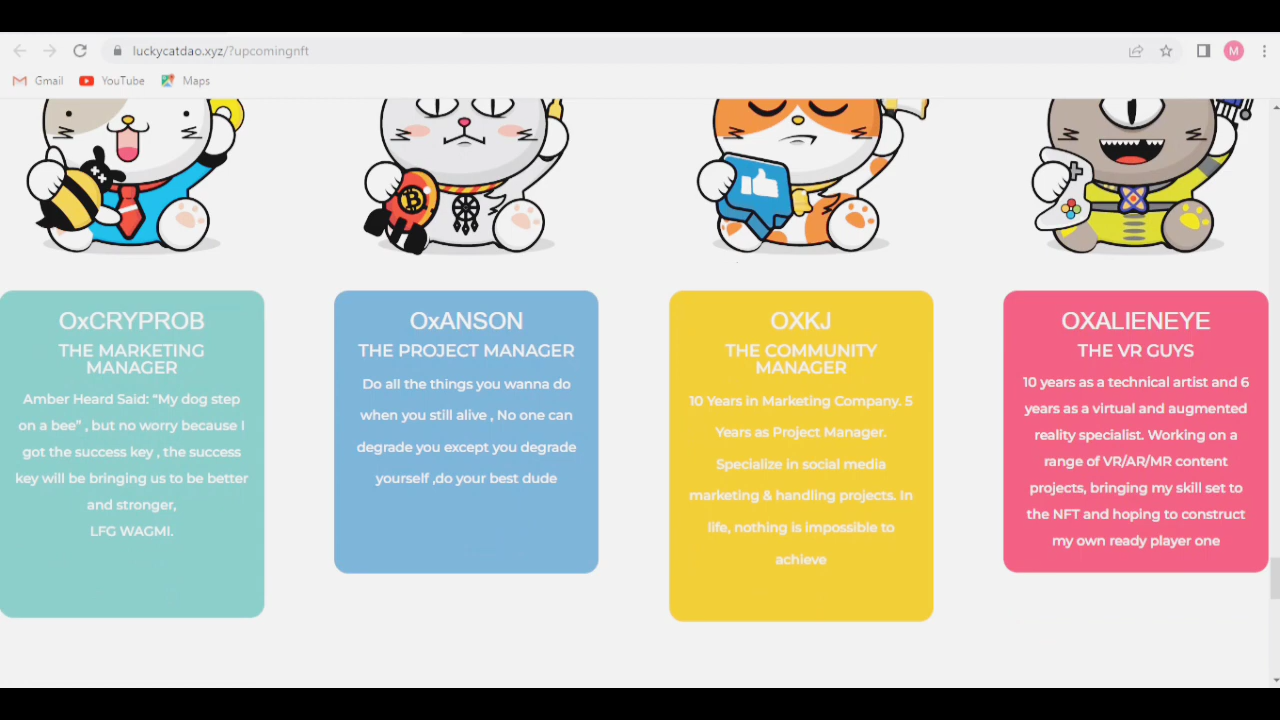 luckycatdao.xyz/?upcomingnft
M
Gmail
YouTube
Maps
OxCRYPROB
THE MARKETING
MANAGER
Amber Heard Said: “My dog step
on a bee” , but no worry because I
got the success key , the success
key will be bringing us to be better
and stronger,
LFG WAGMI.
OxANSON
THE PROJECT MANAGER
Do all the things you wanna do
when you still alive , No one can
degrade you except you degrade
yourself ,do your best dude
OXKJ
THE COMMUNITY
MANAGER
10 Years in Marketing Company. 5
Years as Project Manager.
Specialize in social media
marketing & handling projects. In
life, nothing is impossible to
achieve
OXALIENEYE
THE VR GUYS
10 years as a technical artist and 6
years as a virtual and augmented
reality specialist. Working on a
range of VR/AR/MR content
projects, bringing my skill set to
the NFT and hoping to construct
my own ready player one